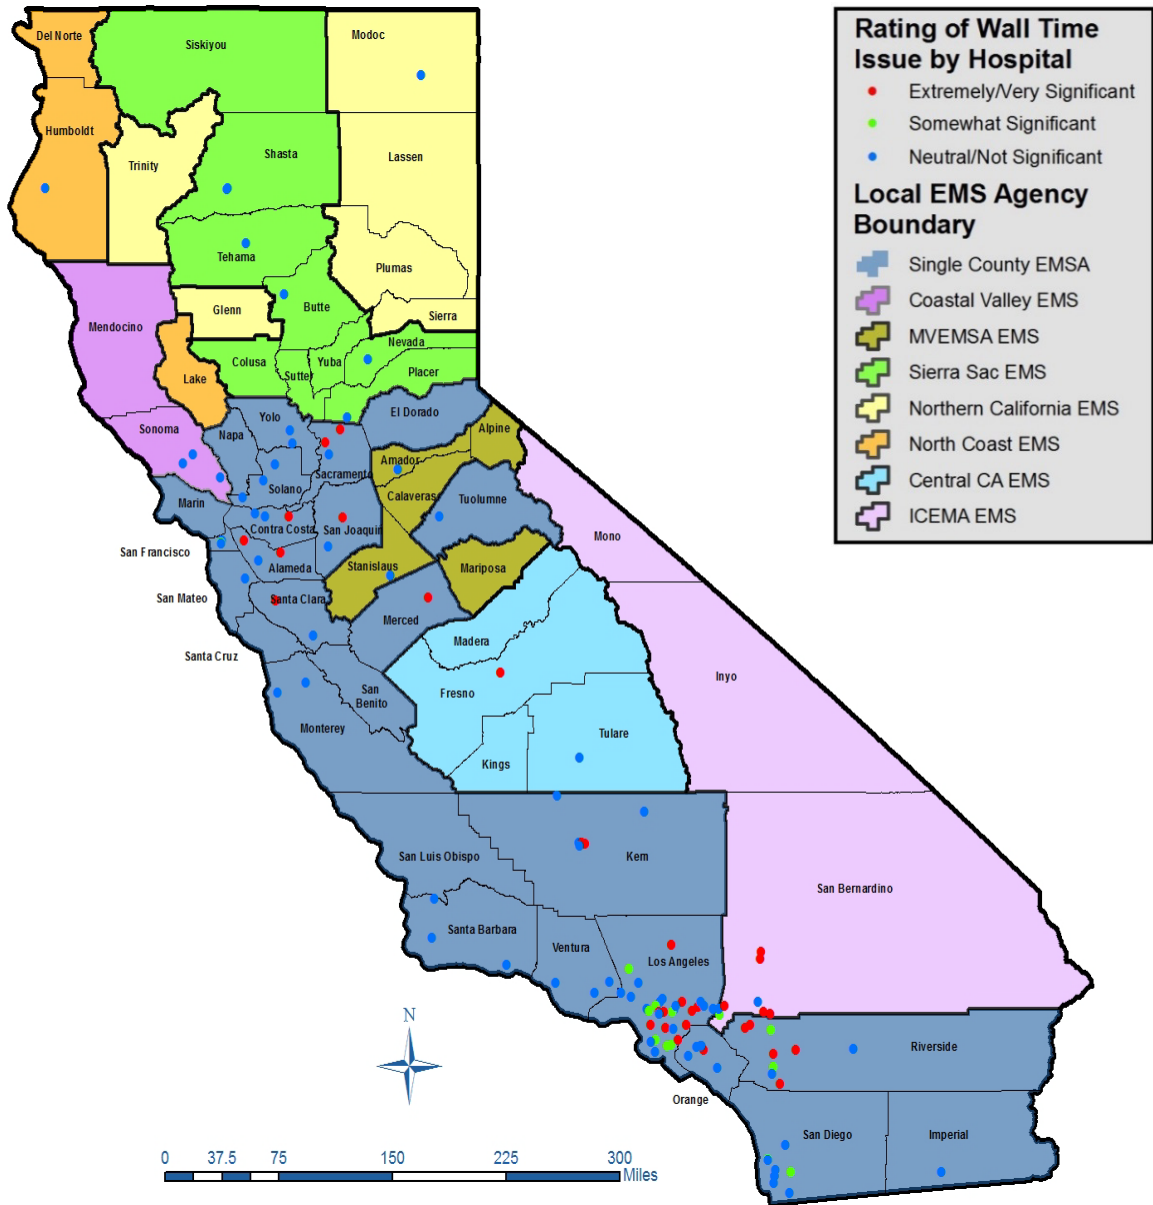 Del Norte
Siskiyou
Modoc
Humboldt
Trinity
Shasta
Lassen
Tehama
Plumas
Glenn
Butte
Sierra
Mendocino
Colusa
Sutter
Yuba
Nevada
Placer
Lake
Sonoma
Napa
Yolo
El Dorado
Alpine
Sacramento
Amador
Solano
Calaveras
Tuolumne
Marin
Contra Costa
San Joaquin
Mono
San Francisco
Alameda
Stanislaus
Mariposa
San Mateo
Santa Clara
Merced
Santa Cruz
Madera
San
Benito
Fresno
Inyo
Monterey
Tulare
Kings
San Luis Obispo
Kern
San Bernardino
Santa Barbara
Ventura
Los Angeles
Riverside
Orange
San Diego
Imperial
N
0
37.5
75
150
225
300
Miles
Rating of Wall Time
Issue by Hospital
Extremely/Very Significant
Somewhat Significant
Neutral/Not Significant
Local EMS Agency
Boundary
Single County EMSA
Coastal Valley EMS
MVEMSA EMS
Sierra Sac EMS
Northern California EMS
North Coast EMS
Central CA EMS
ICEMA EMS